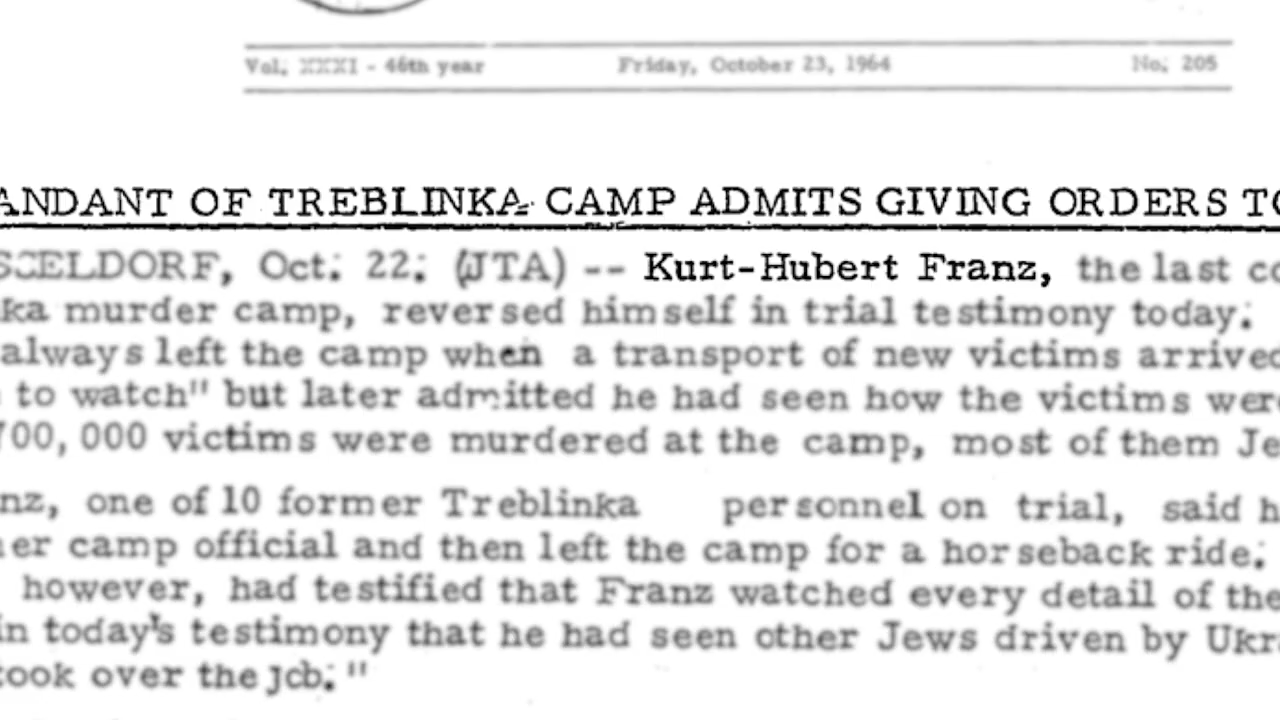 Vol. XXXI - 46th year Friday, October 23, 1964 No. 205
ANDANT OF TREBLINKA CAMP ADMITS GIVING ORDERS TO
SSELDORF, Oct. 22. (JTA) -- Kurt-Hubert Franz, the last co
ka murder camp, reversed himself in trial testimony today.
always left the camp when a transport of new victims arrived
to watch" but later admitted he had seen how the victims were
700,000 victims were murdered at the camp, most of them Je
nz, one of 10 former Treblinka personnel on trial, said h
er camp official and then left the camp for a horseback ride.
however, had testified that Franz watched every detail of the
in today's testimony that he had seen other Jews driven by Ukra
took over the job."